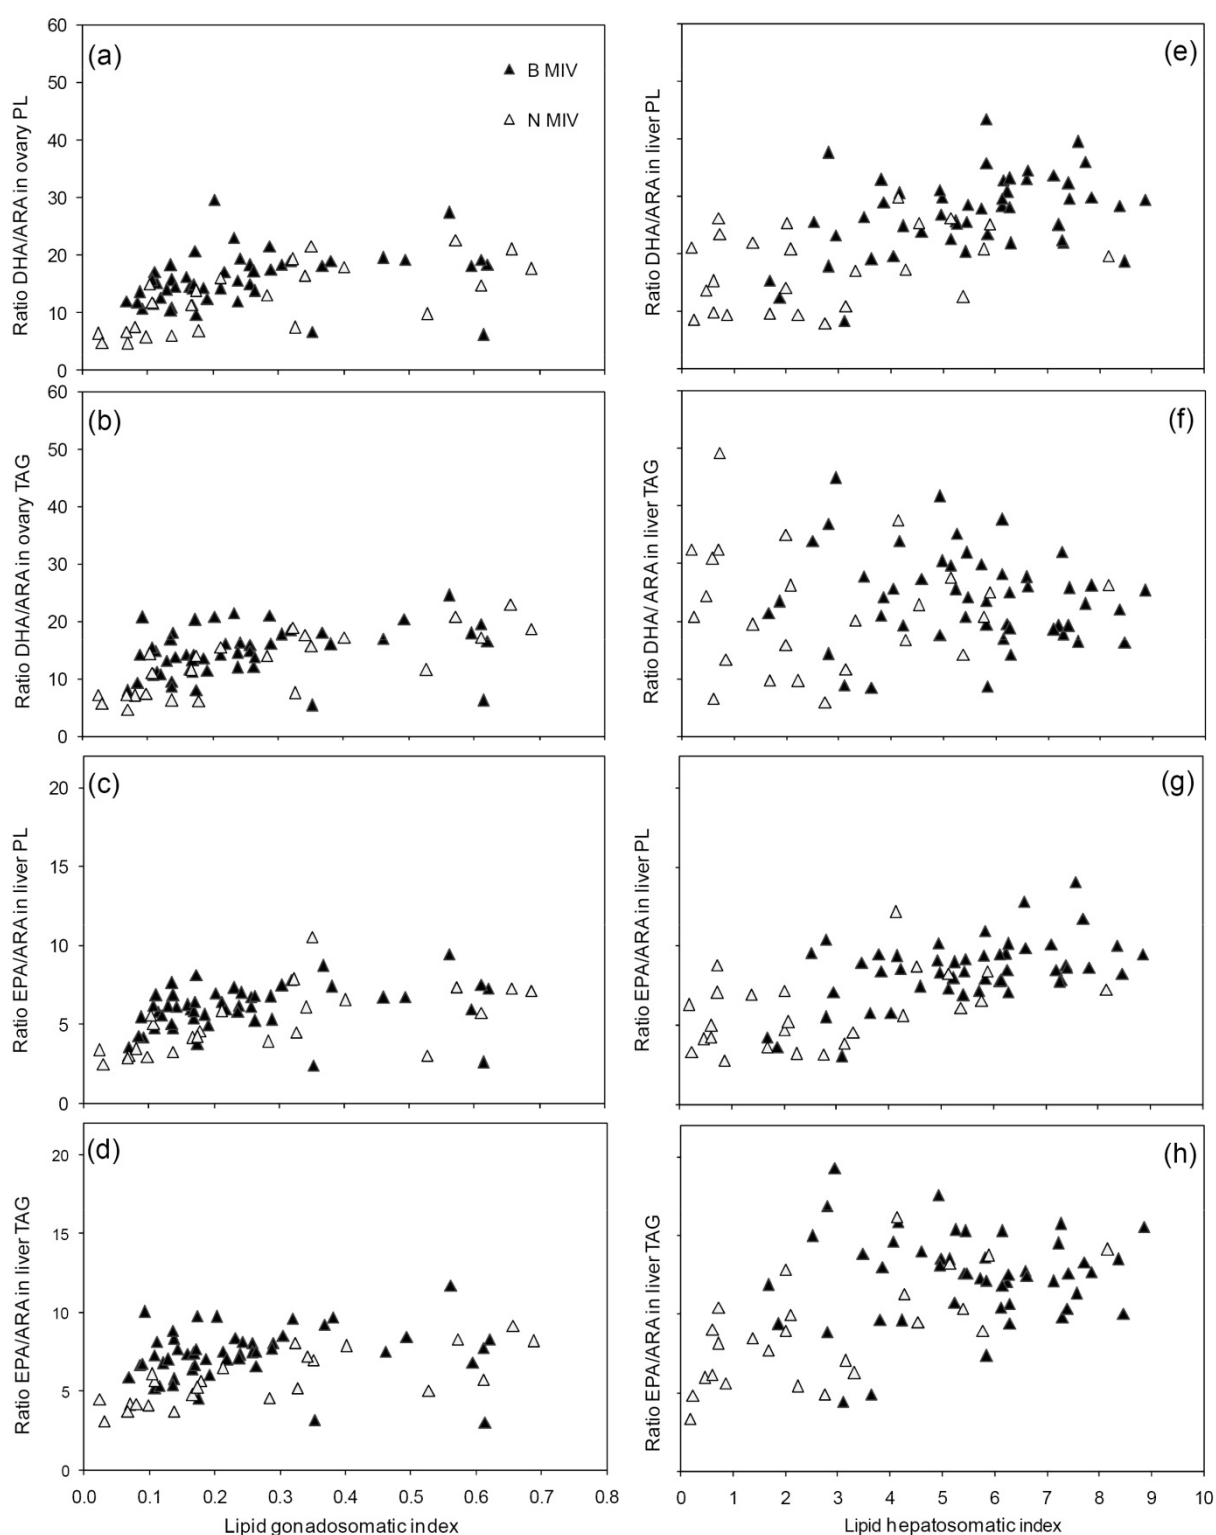 (a)
60
50
40
30
20
10
0
Ratio DHA/ARA in ovary PL
B MIV
N MIV
(e)
Ratio DHA/ARA in liver PL
(b)
60
50
40
30
20
10
0
Ratio DHA/ARA in ovary TAG
(f)
Ratio DHA/ ARA in liver TAG
(c)
20
15
10
5
0
Ratio EPA/ARA in liver PL
(g)
Ratio EPA/ARA in liver PL
(d)
20
15
10
5
0
Ratio EPA/ARA in liver TAG
0.0 0.1 0.2 0.3 0.4 0.5 0.6 0.7 0.8
Lipid gonadosomatic index
(h)
Ratio EPA/ARA in liver TAG
0 1 2 3 4 5 6 7 8 9 10
Lipid hepatosomatic index